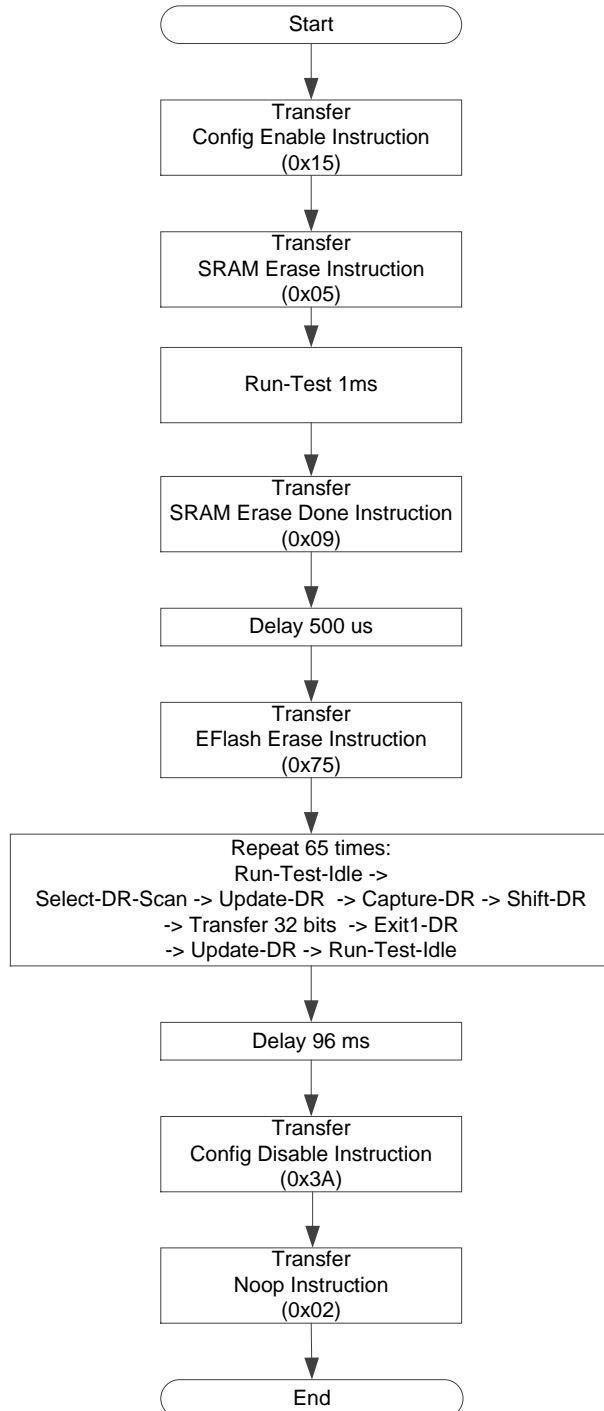 Start
Transfer
Config Enable Instruction
(0x15)
Transfer
SRAM Erase Instruction
(0x05)
Run-Test 1ms
Transfer
SRAM Erase Done Instruction
(0x09)
Delay 500 us
Transfer
EFlash Erase Instruction
(0x75)
Repeat 65 times:
Run-Test-Idle ->
Select-DR-Scan -> Update-DR -> Capture-DR -> Shift-DR
-> Transfer 32 bits -> Exit1-DR
-> Update-DR -> Run-Test-Idle
Delay 96 ms
Transfer
Config Disable Instruction
(0x3A)
Transfer
Noop Instruction
(0x02)
End